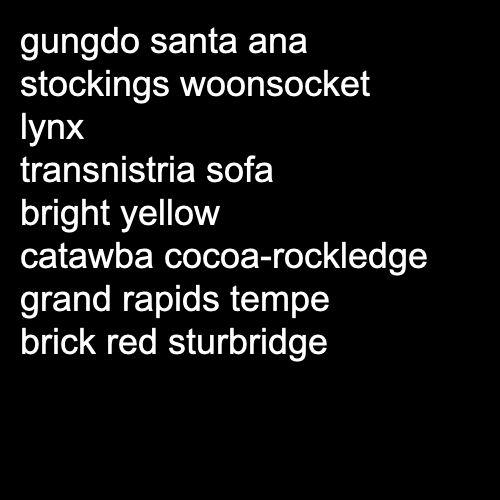 gungdo santa ana
stockings woonsocket
lynx
transnistria sofa
bright yellow
catawba cocoa-rockledge
grand rapids tempe
brick red sturbridge